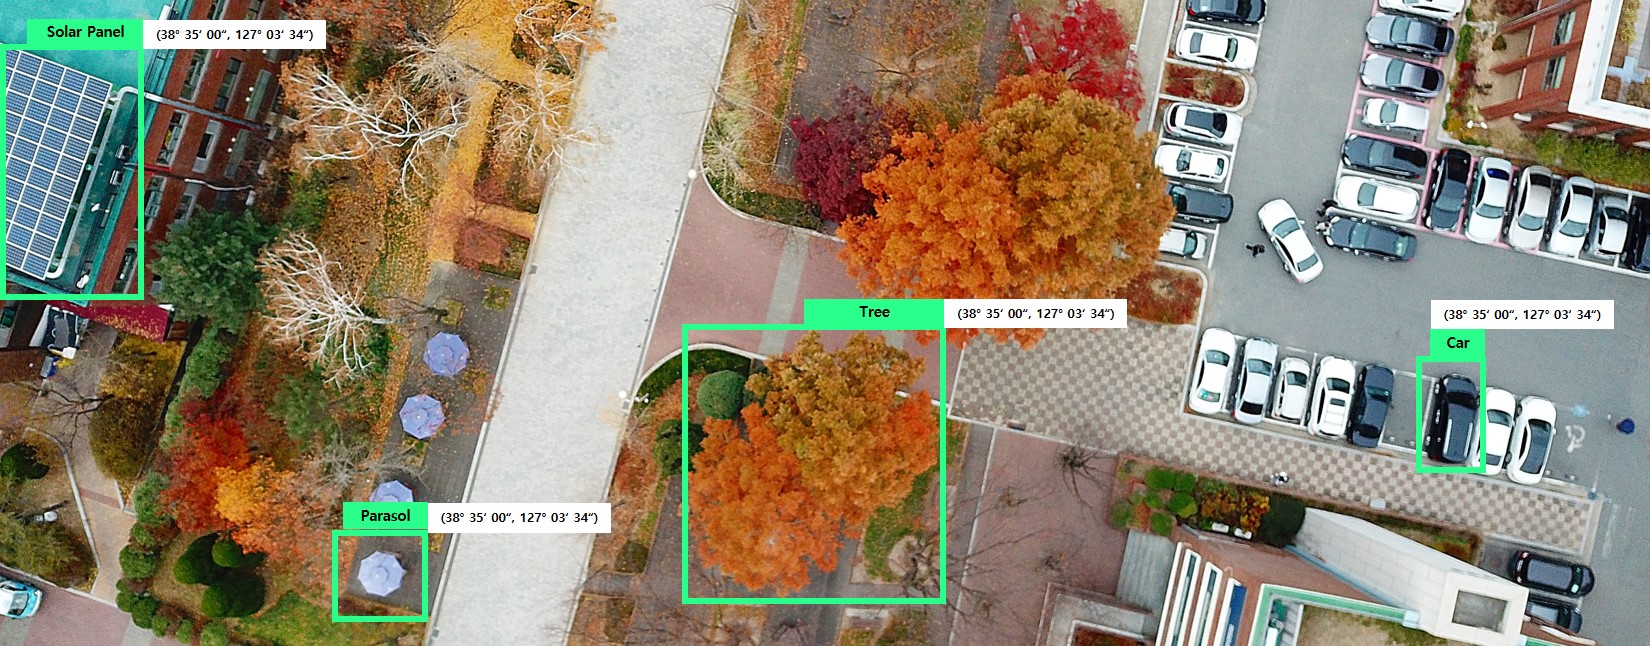 Solar Panel
(38° 35‘ 00“, 127° 03‘ 34“)
Tree
(38° 35‘ 00“, 127° 03‘ 34“)
(38° 35‘ 00“, 127° 03‘ 34“)
Car
Parasol
(38° 35‘ 00“, 127° 03‘ 34“)